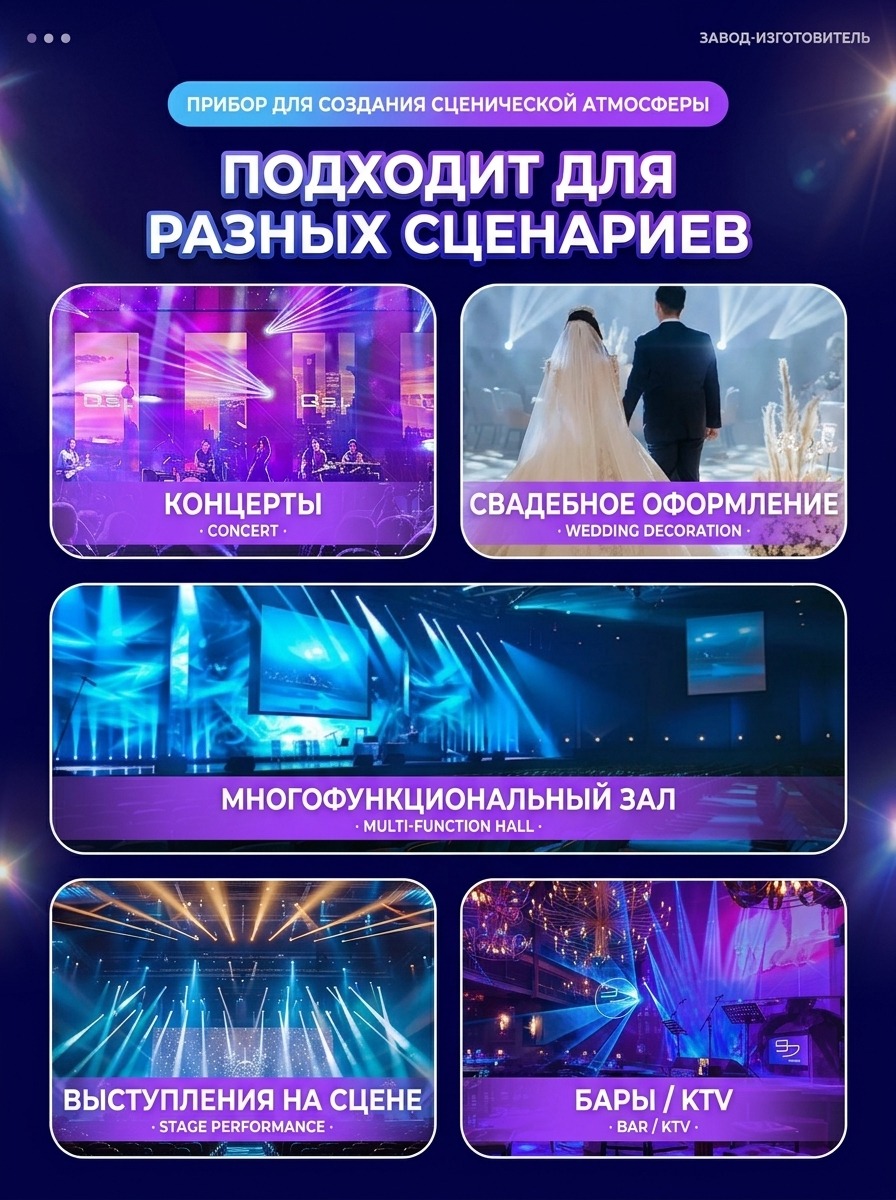 ЗАВОД-ИЗГОТОВИТЕЛЬ
ПРИБОР ДЛЯ СОЗДАНИЯ СЦЕНИЧЕСКОЙ АТМОСФЕРЫ
ПОДХОДИТ ДЛЯ
РАЗНЫХ СЦЕНАРИЕВ
КОНЦЕРТЫ
· CONCERT ·
СВАДЕБНОЕ ОФОРМЛЕНИЕ
· WEDDING DECORATION ·
МНОГОФУНКЦИОНАЛЬНЫЙ ЗАЛ
· MULTI-FUNCTION HALL ·
ВЫСТУПЛЕНИЯ НА СЦЕНЕ
· STAGE PERFORMANCE ·
БАРЫ / KTV
· BAR / KTV ·